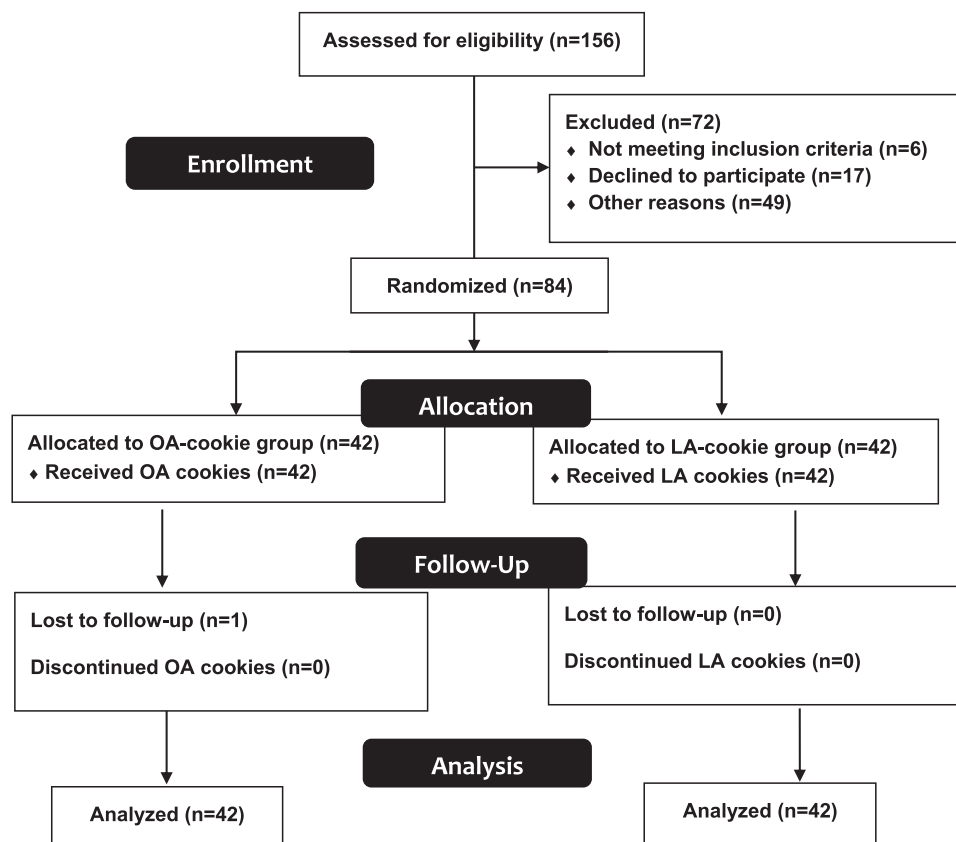 Assessed for eligibility (n=156)
Excluded (n=72)
♦ Not meeting inclusion criteria (n=6)
♦ Declined to participate (n=17)
♦ Other reasons (n=49)
Enrollment
Randomized (n=84)
Allocation
Allocated to OA-cookie group (n=42)
♦ Received OA cookies (n=42)
Allocated to LA-cookie group (n=42)
♦ Received LA cookies (n=42)
Follow-Up
Lost to follow-up (n=1)
Discontinued OA cookies (n=0)
Lost to follow-up (n=0)
Discontinued LA cookies (n=0)
Analysis
Analyzed (n=42)
Analyzed (n=42)